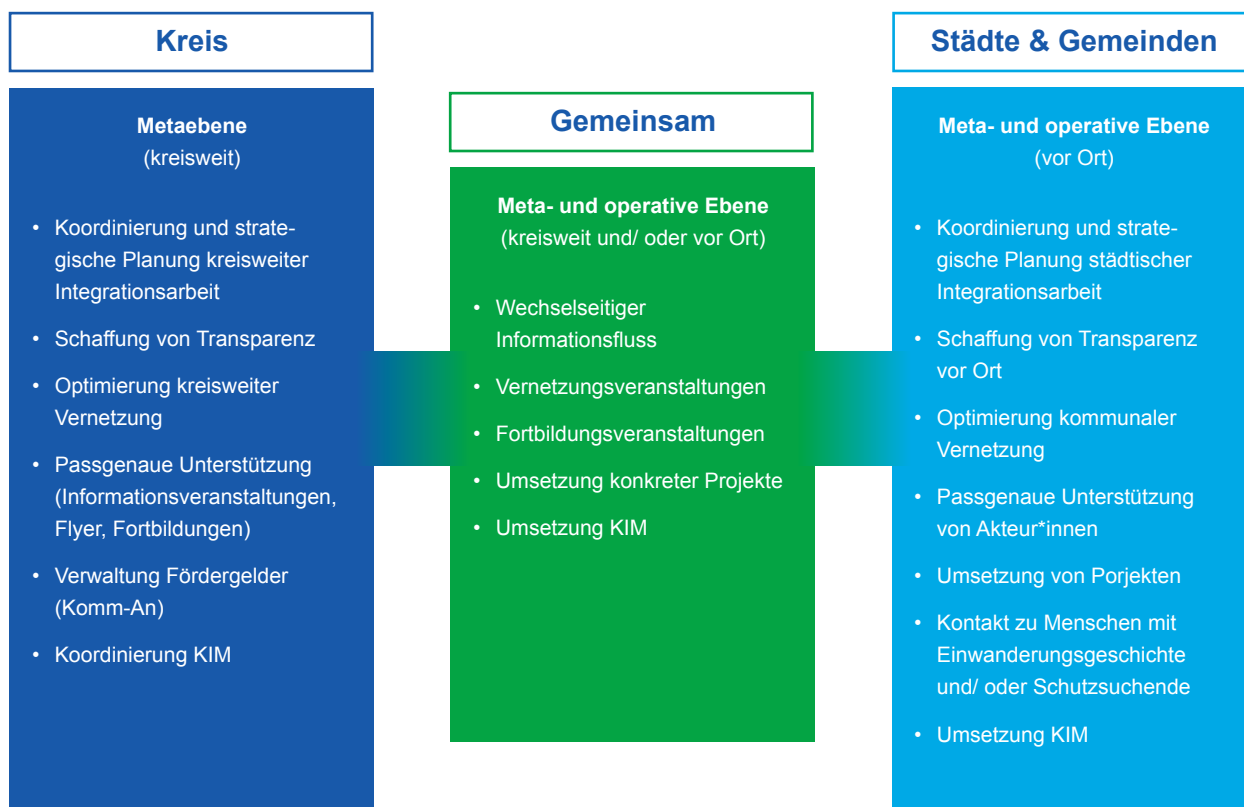 Kreis
Metaebene
(kreisweit)
• Koordinierung und strate-
gische Planung kreisweiter
Integrationsarbeit
• Schaffung von Transparenz
• Optimierung kreisweiter
Vernetzung
• Passgenaue Unterstützung
(Informationsveranstaltungen,
Flyer, Fortbildungen)
• Verwaltung Fördergelder
(Komm-An)
• Koordinierung KIM
Gemeinsam
Meta- und operative Ebene
(kreisweit und/ oder vor Ort)
• Wechselseitiger
Informationsfluss
• Vernetzungsveranstaltungen
• Fortbildungsveranstaltungen
• Umsetzung konkreter Projekte
• Umsetzung KIM
Städte & Gemeinden
Meta- und operative Ebene
(vor Ort)
• Koordinierung und strate-
gische Planung städtischer
Integrationsarbeit
• Schaffung von Transparenz
vor Ort
• Optimierung kommunaler
Vernetzung
• Passgenaue Unterstützung
von Akteur*innen
• Umsetzung von Porjekten
• Kontakt zu Menschen mit
Einwanderungsgeschichte
und/ oder Schutzsuchende
• Umsetzung KIM